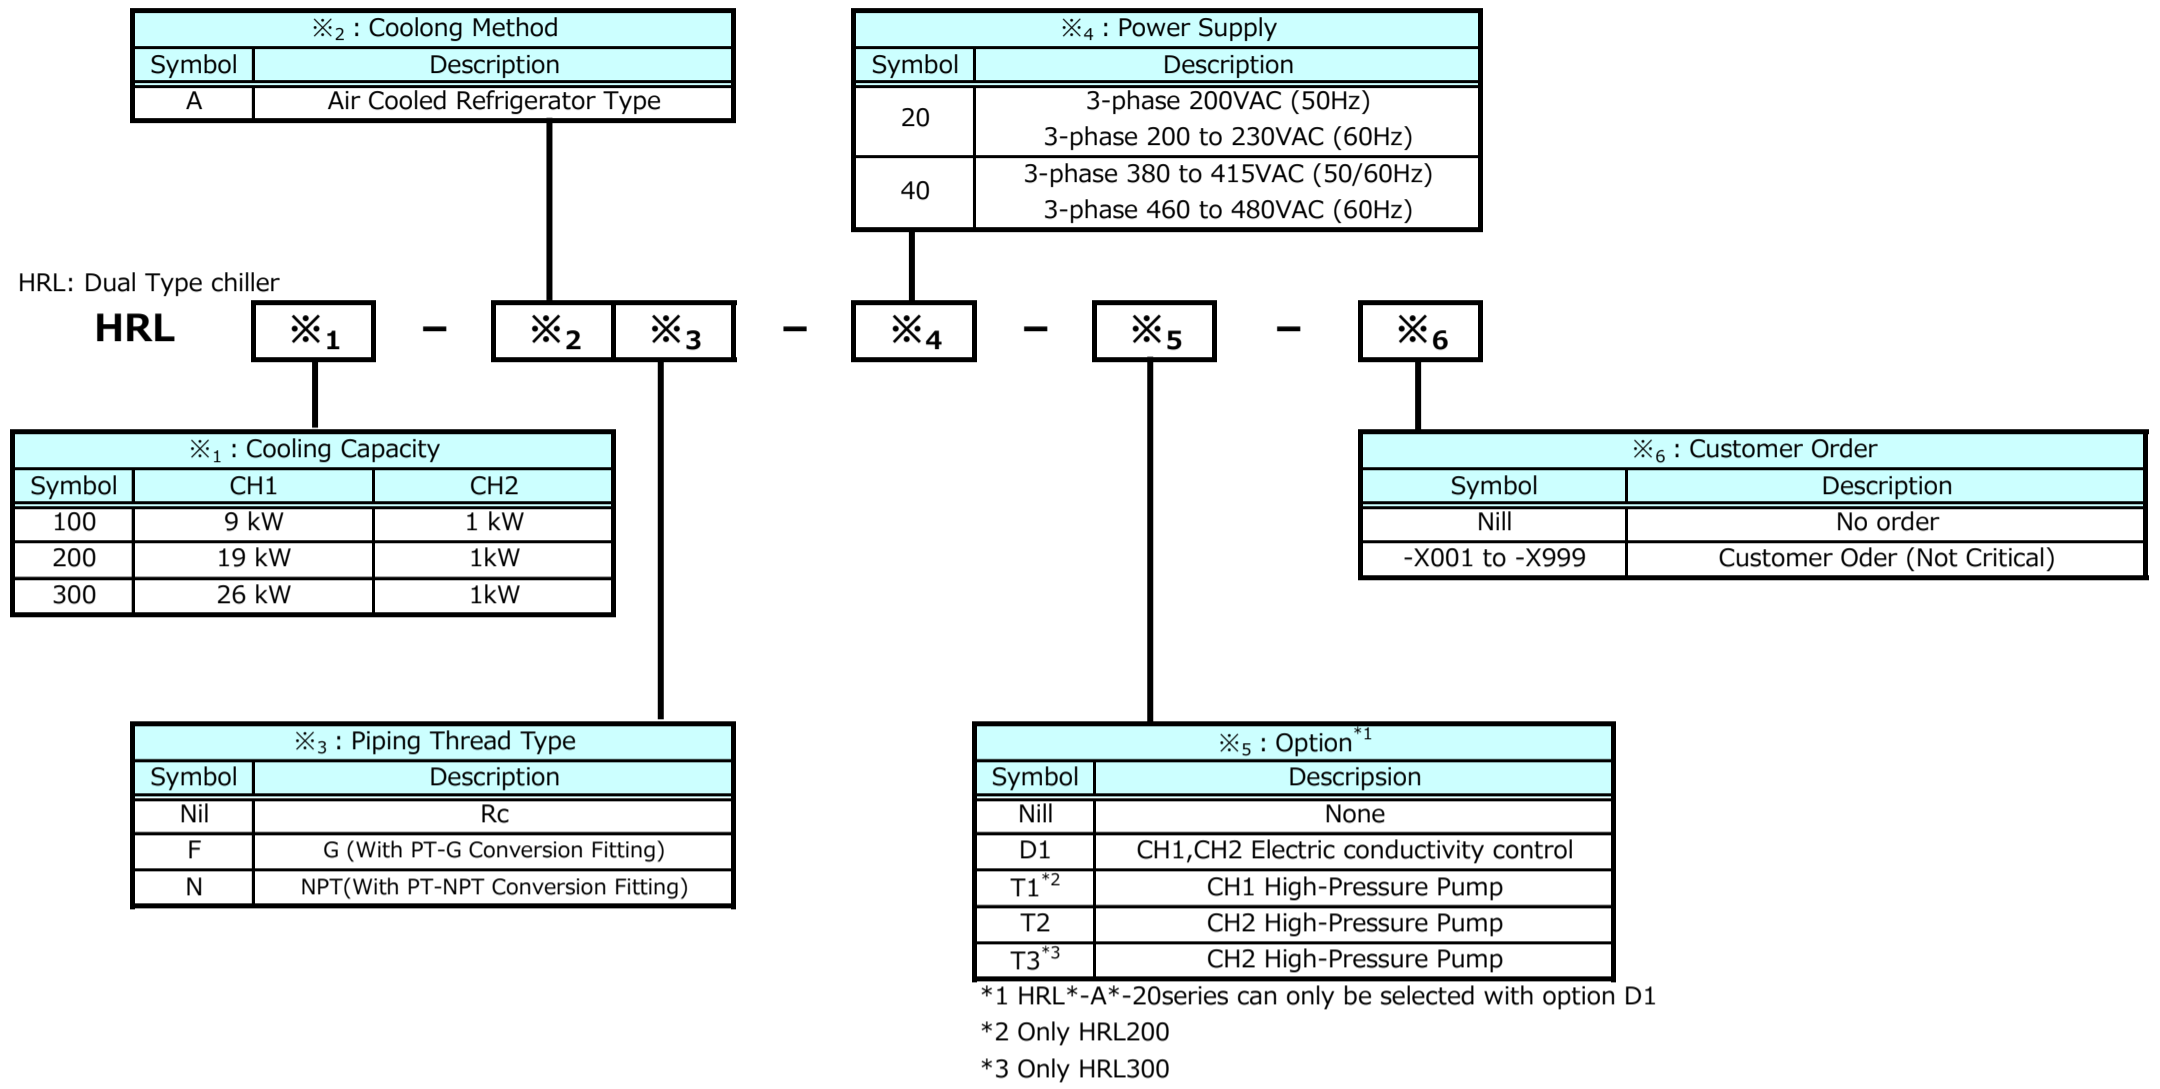 ※2 : Coolong Method
Symbol Description
A Air Cooled Refrigerator Type
※4 : Power Supply
Symbol Description
20 3-phase 200VAC (50Hz)
3-phase 200 to 230VAC (60Hz)
40 3-phase 380 to 415VAC (50/60Hz)
3-phase 460 to 480VAC (60Hz)
HRL: Dual Type chiller
HRL ※1 - ※2 ※3 - ※4 - ※5 - ※6
※1 : Cooling Capacity
Symbol CH1 CH2
100 9 kW 1 kW
200 19 kW 1kW
300 26 kW 1kW
※6 : Customer Order
Symbol Description
Nill No order
-X001 to -X999 Customer Oder (Not Critical)
※3 : Piping Thread Type
Symbol Description
Nil Rc
F G (With PT-G Conversion Fitting)
N NPT(With PT-NPT Conversion Fitting)
※5 : Option*1
Symbol Descripsion
Nill None
D1 CH1,CH2 Electric conductivity control
T1*2 CH1 High-Pressure Pump
T2 CH2 High-Pressure Pump
T3*3 CH2 High-Pressure Pump
*1 HRL*-A*-20series can only be selected with option D1
*2 Only HRL200
*3 Only HRL300